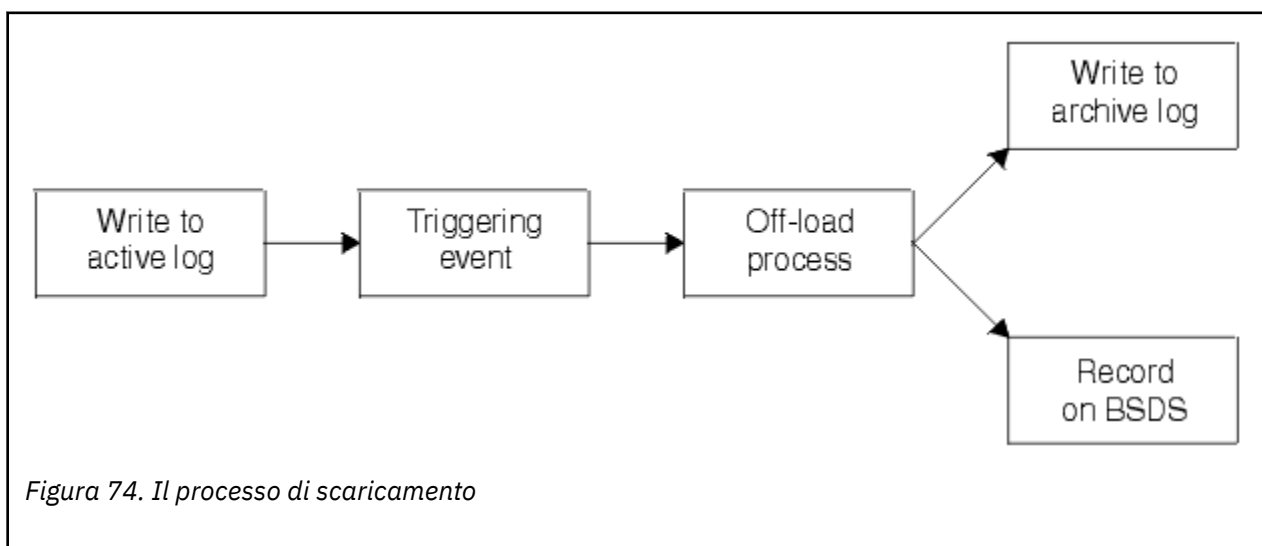 Write to
active log
Triggering
event
Off-load
process
Write to
archive log
Record
on BSDS
Figura 74. Il processo di scaricamento